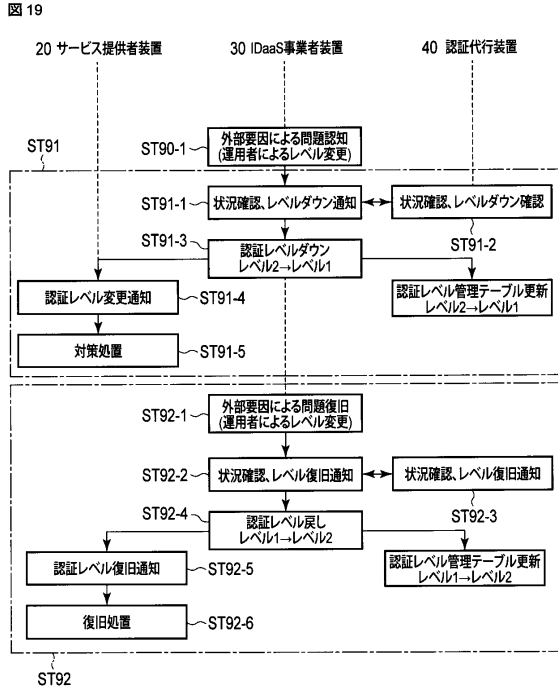 図19
20 サービス提供者装置
30 IDaaS事業者装置
40 認証代行装置
ST90-1
外部要因による問題認知
(運用者によるレベル変更)
ST91
ST91-1
状況確認、レベルダウン通知
状況確認、レベルダウン確認
ST91-2
ST91-3
認証レベルダウン
レベル2→レベル1
認証レベル変更通知
ST91-4
認証レベル管理テーブル更新
レベル2→レベル1
対策処置
ST91-5
ST92-1
外部要因による問題復旧
(運用者によるレベル変更)
ST92-2
状況確認、レベル復旧通知
状況確認、レベル復旧通知
ST92-3
ST92-4
認証レベル戻し
レベル1→レベル2
認証レベル復旧通知
ST92-5
認証レベル管理テーブル更新
レベル1→レベル2
復旧処置
ST92-6
ST92